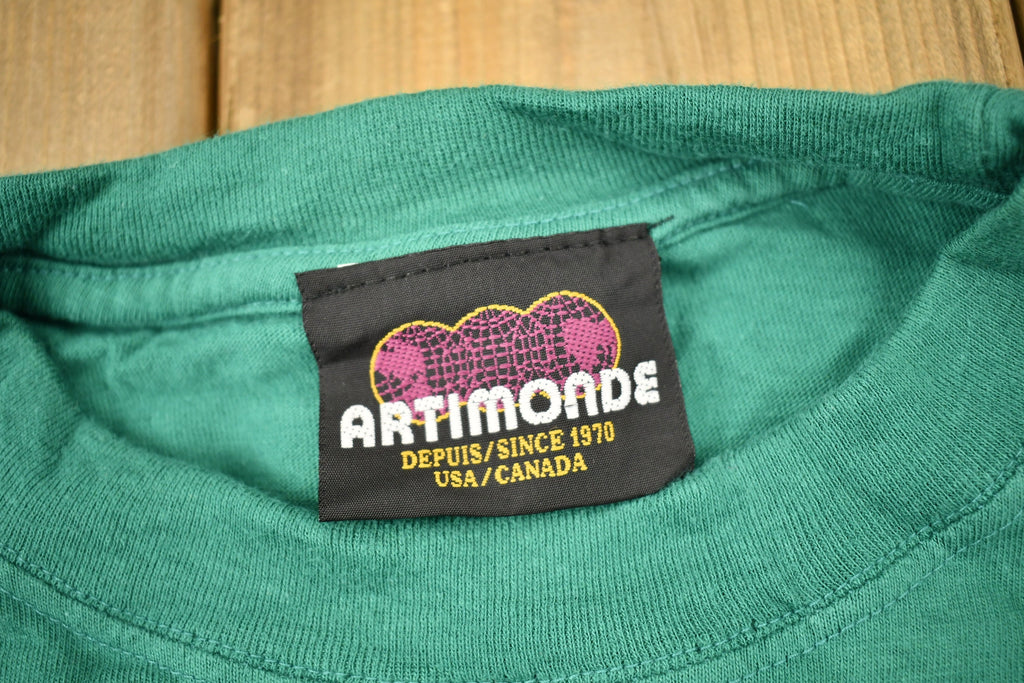 ARTIMONDE
DEPUIS/SINCE 1970
USA/CANADA